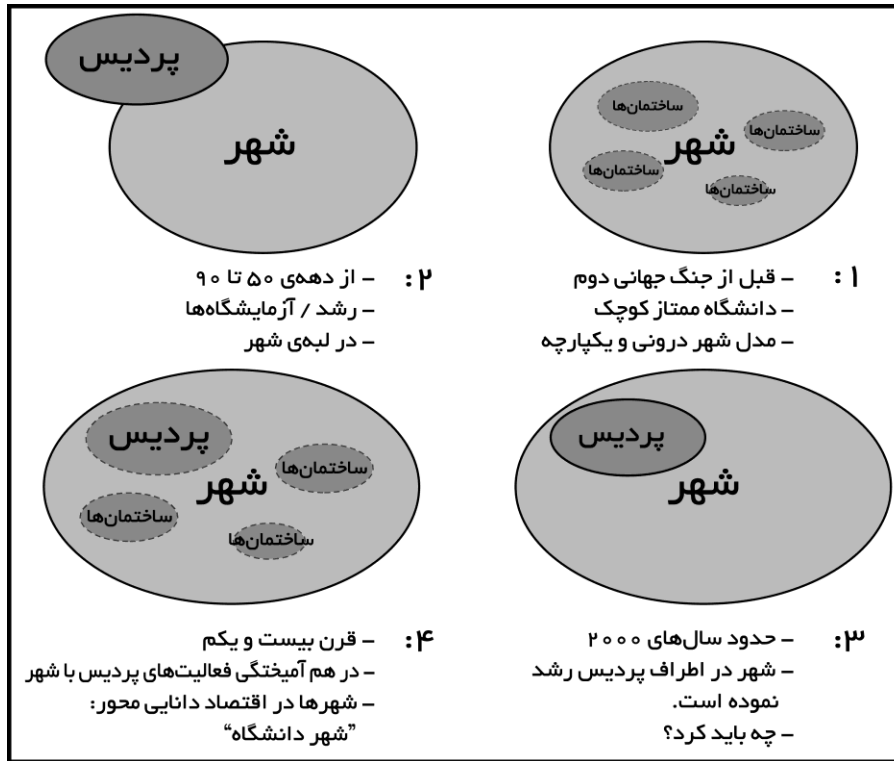 ساختمان‌ها
ساختمان‌ها
شهر
ساختمان‌ها
ساختمان‌ها
۱: – قبل از جنگ جهانی دوم
– دانشگاه ممتاز کوچک
– مدل شهر درونی و یکپارچه
پردیس
شهر
۲: – از دهه‌ی ۵۰ تا ۹۰
– رشد / آزمایشگاه‌ها
– در لبه‌ی شهر
پردیس
شهر
۳: – حدود سال‌های ۲۰۰۰
– شهر در اطراف پردیس رشد
نموده است.
– چه باید کرد؟
پردیس
ساختمان‌ها
شهر
ساختمان‌ها
ساختمان‌ها
۴: – قرن بیست و یکم
– در هم آمیختگی فعالیت‌های پردیس با شهر
– شهرها در اقتصاد دانایی محور:
”شهر دانشگاه“